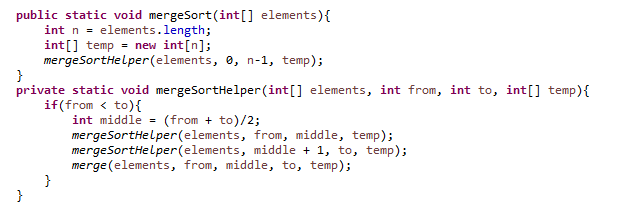 public static void mergeSort(int[] elements){
    int n = elements.length;
    int[] temp = new int[n];
    mergeSortHelper(elements, 0, n-1, temp);
}
private static void mergeSortHelper(int[] elements, int from, int to, int[] temp){
    if(from < to){
        int middle = (from + to)/2;
        mergeSortHelper(elements, from, middle, temp);
        mergeSortHelper(elements, middle + 1, to, temp);
        merge(elements, from, middle, to, temp);
    }
}